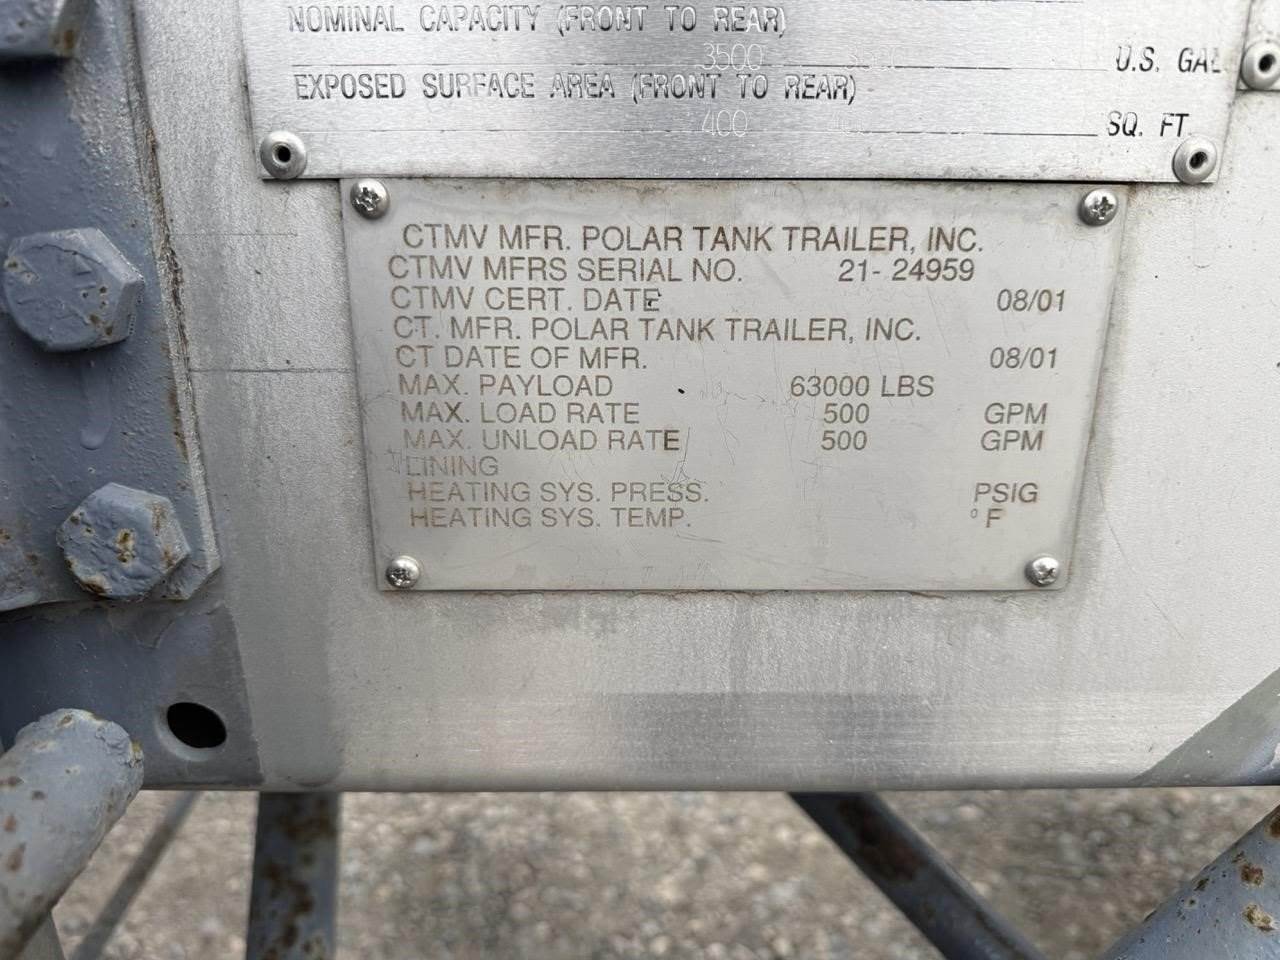 NOMINAL CAPACITY (FRONT TO REAR)
3500 U.S. GAL
EXPOSED SURFACE AREA (FRONT TO REAR)
400 SQ. FT.
CTMV MFR. POLAR TANK TRAILER, INC.
CTMV MFRS SERIAL NO. 21- 24959
CTMV CERT. DATE 08/01
CT. MFR. POLAR TANK TRAILER, INC.
CT DATE OF MFR. 08/01
MAX. PAYLOAD 63000 LBS
MAX. LOAD RATE 500 GPM
MAX. UNLOAD RATE 500 GPM
LINING
HEATING SYS. PRESS. PSIG
HEATING SYS. TEMP. °F